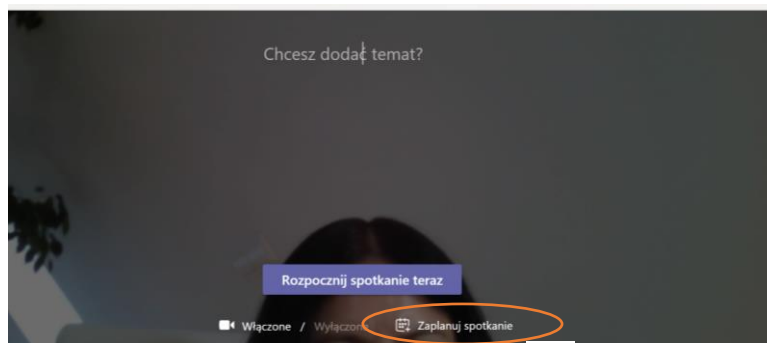 Chcesz dodać temat?
Rozpocznij spotkanie teraz
Włączone / Wyłączone Zaplanuj spotkanie